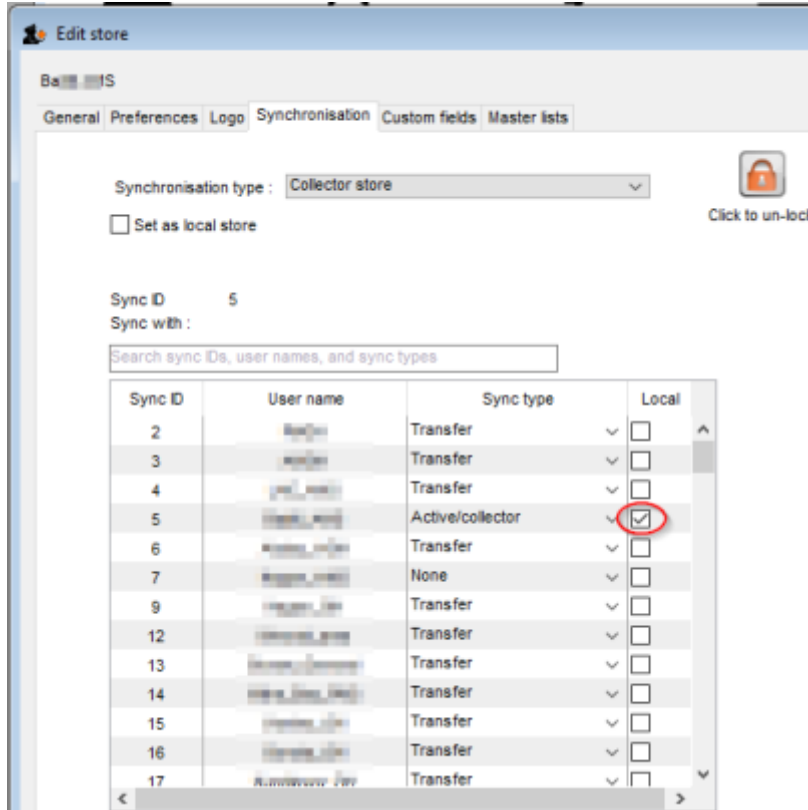 Edit store
General Preferences Logo Synchronisation Custom fields Master lists
Synchronisation type : Collector store
Set as local store
Click to un-loc
Sync ID 5
Sync with :
Search sync IDs, user names, and sync types
Sync ID User name Sync type Local
2 Transfer
3 Transfer
4 Transfer
5 Active/collector
6 Transfer
7 None
9 Transfer
12 Transfer
13 Transfer
14 Transfer
15 Transfer
16 Transfer
17 Transfer